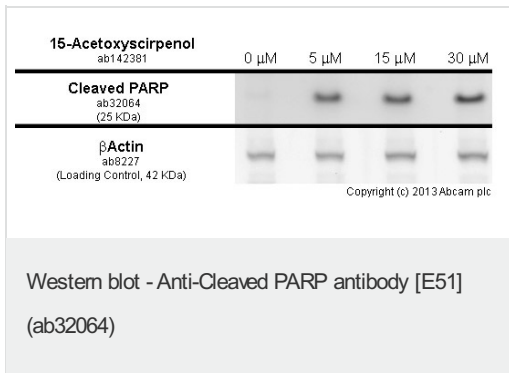 15-Acetoxyscirpenol
ab142381
0 µM 5 µM 15 µM 30 µM
Cleaved PARP
ab32064
(25 KDa)
βActin
ab8227
(Loading Control, 42 KDa)
Copyright (c) 2013 Abcam plc
Western blot - Anti-Cleaved PARP antibody [E51]
(ab32064)